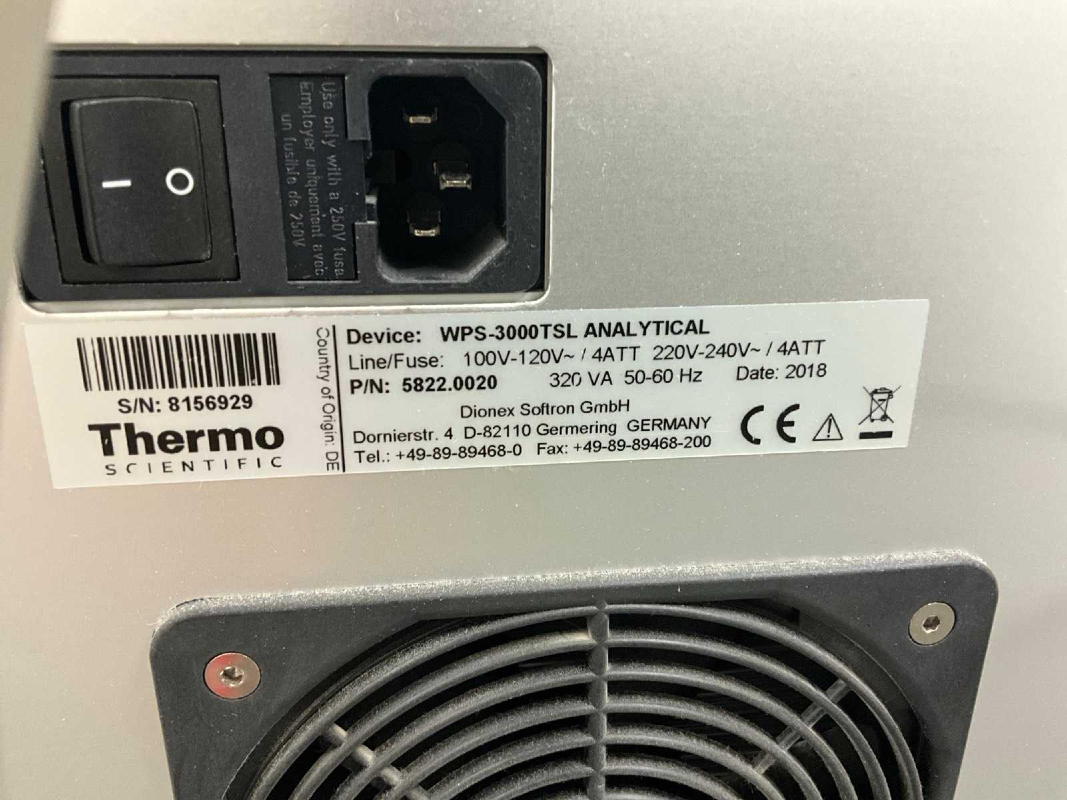 I O
Use only with a 250V fuse
Employer uniquement avec
un fusible de 250V
S/N: 8156929
Thermo
SCIENTIFIC
Country of Origin: DE
Device: WPS-3000TSL ANALYTICAL
Line/Fuse: 100V-120V~ / 4ATT 220V-240V~ / 4ATT
P/N: 5822.0020 320 VA 50-60 Hz Date: 2018
Dionex Softron GmbH
Dornierstr. 4 D-82110 Germering GERMANY
Tel.: +49-89-89468-0 Fax: +49-89-89468-200
CE